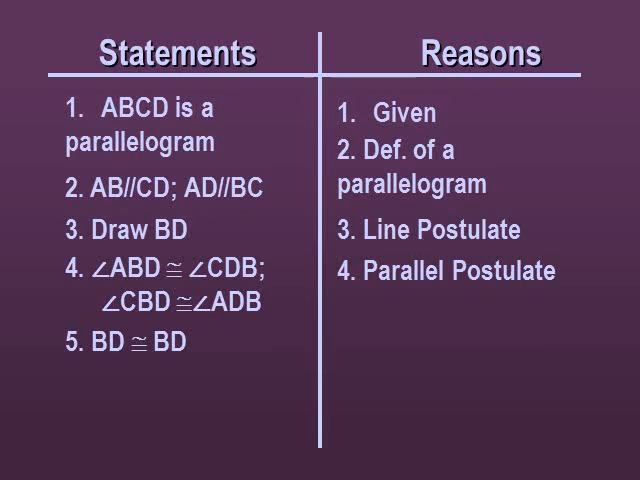 Statements
Reasons
1. ABCD is a
parallelogram
2. AB//CD; AD//BC
3. Draw BD
4. ∠ABD ≅ ∠CDB;
∠CBD ≅∠ADB
5. BD ≅ BD
1. Given
2. Def. of a
parallelogram
3. Line Postulate
4. Parallel Postulate